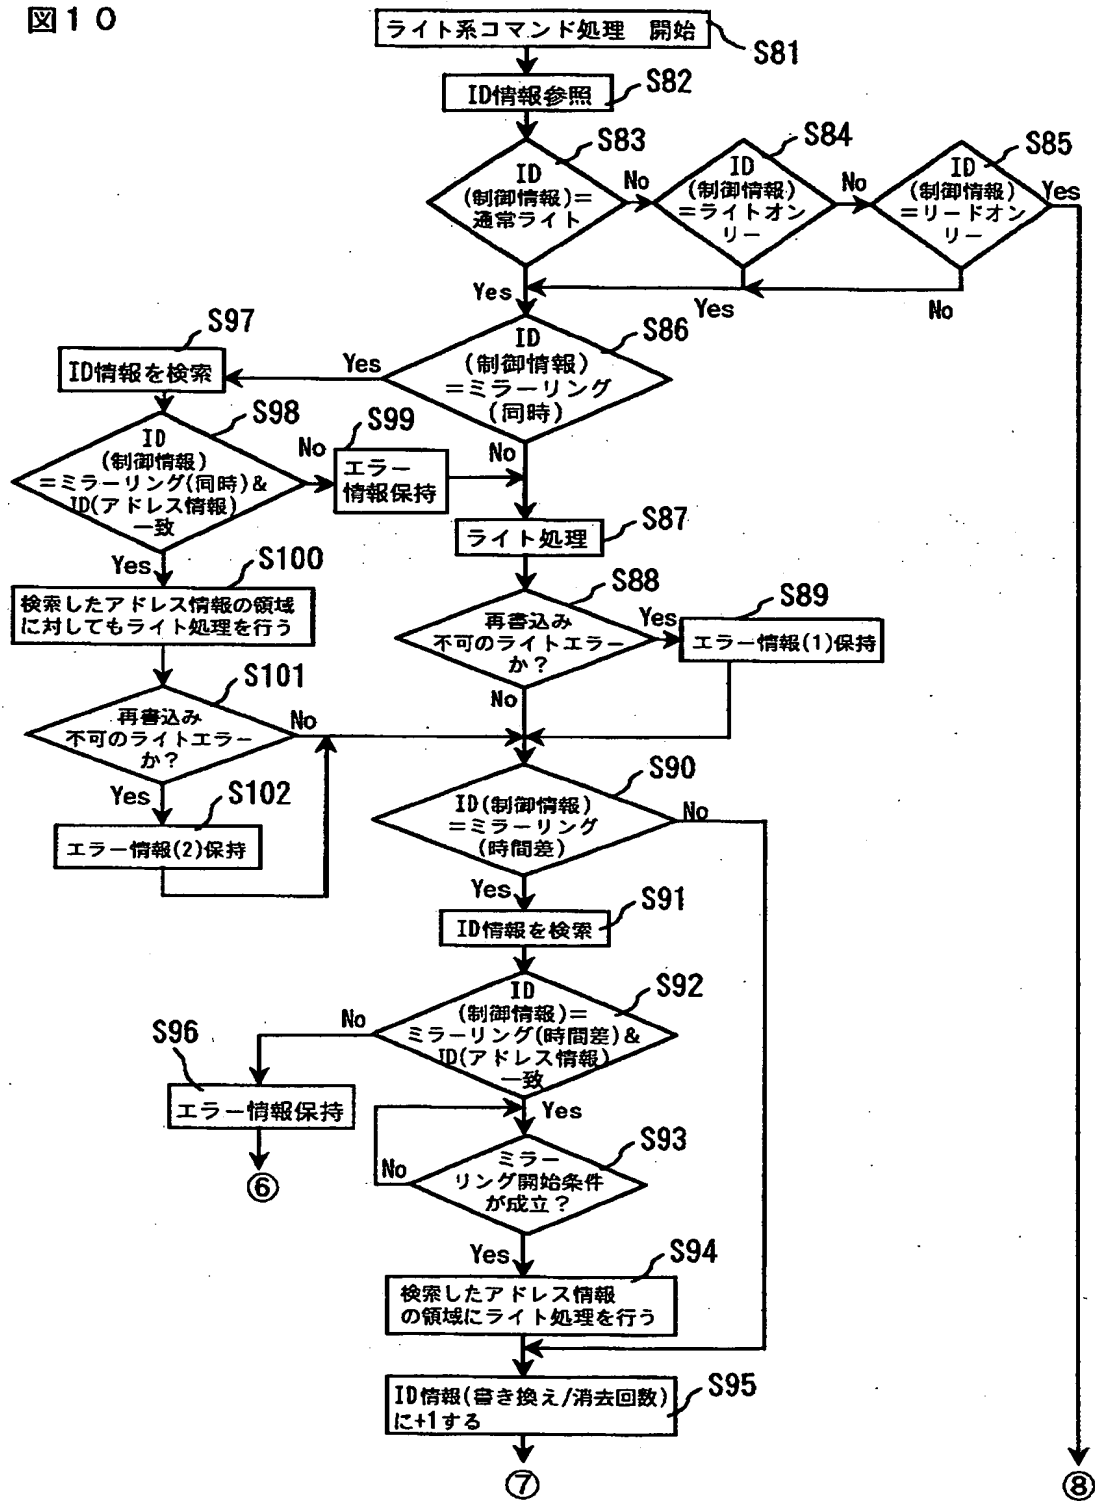 図10
ライト系コマンド処理 開始
S81
ID情報参照
S82
S83
ID
(制御情報)=
通常ライト
No
S84
ID
(制御情報)
=ライトオン
リー
No
S85
ID
(制御情報)
=リードオン
リー
Yes
Yes
Yes
No
S86
ID
(制御情報)
=ミラーリング
(同時)
Yes
No
S97
ID情報を検索
S98
ID
(制御情報)
=ミラーリング(同時)&
ID(アドレス情報)
一致
No
Yes
S99
エラー
情報保持
S87
ライト処理
S100
検索したアドレス情報の領域
に対してもライト処理を行う
S88
再書込み
不可のライトエラー
か?
Yes
No
S89
エラー情報(1)保持
S101
再書込み
不可のライトエラー
か?
No
Yes
S102
エラー情報(2)保持
S90
ID(制御情報)
=ミラーリング
(時間差)
No
Yes
S91
ID情報を検索
S92
ID
(制御情報)=
ミラーリング(時間差)&
ID(アドレス情報)
一致
No
Yes
S96
エラー情報保持
⑥
S93
ミラー
リング開始条件
が成立?
No
Yes
S94
検索したアドレス情報
の領域にライト処理を行う
S95
ID情報(書き換え/消去回数)
に+1する
⑦
⑧